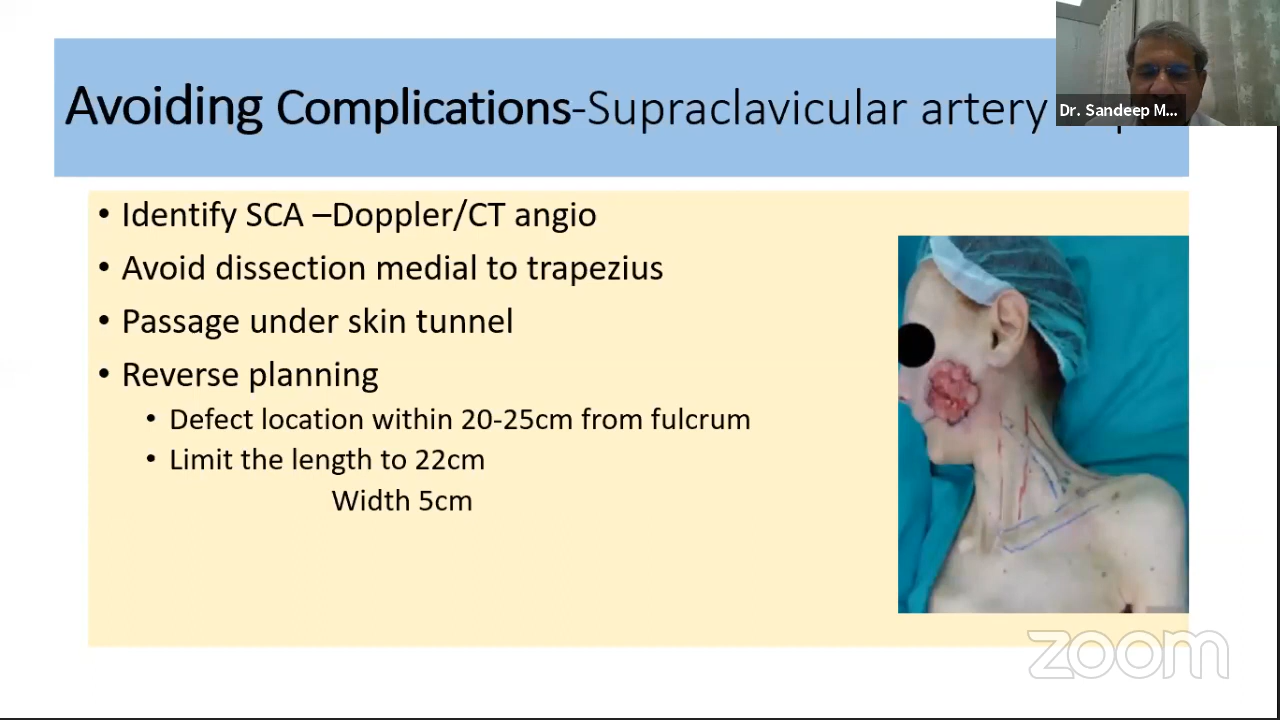 Avoiding Complications-Supraclavicular artery
Dr. Sandeep M...
• Identify SCA –Doppler/CT angio
• Avoid dissection medial to trapezius
• Passage under skin tunnel
• Reverse planning
• Defect location within 20-25cm from fulcrum
• Limit the length to 22cm
Width 5cm
zoom